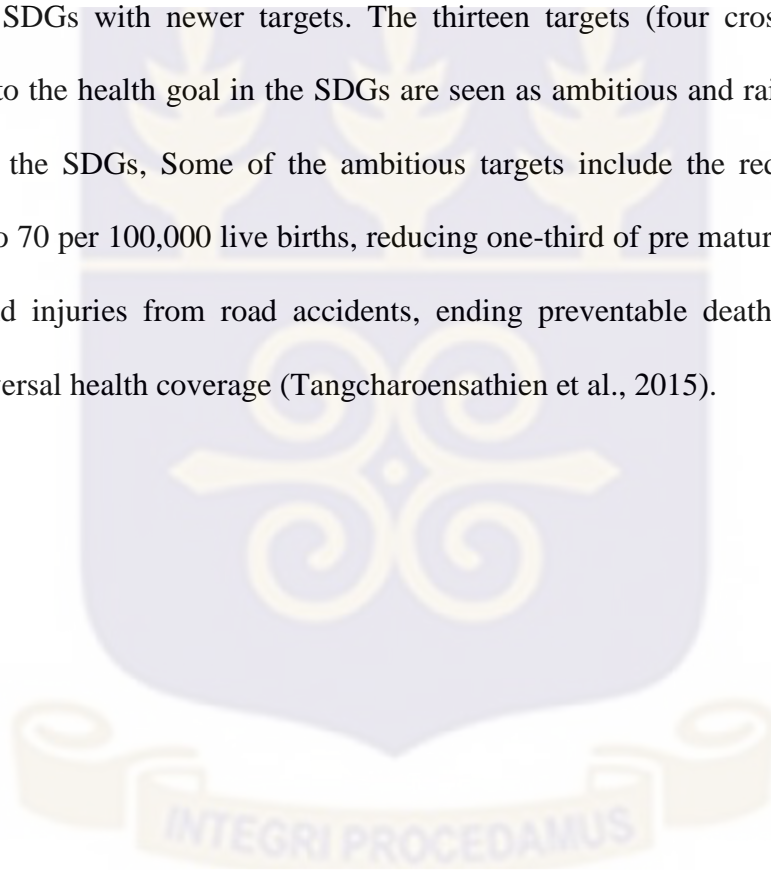 SDGs with newer targets. The thirteen targets (four cros
to the health goal in the SDGs are seen as ambitious and rai
the SDGs, Some of the ambitious targets include the rec
o 70 per 100,000 live births, reducing one-third of pre matur
d injuries from road accidents, ending preventable death
versal health coverage (Tangcharoensathien et al., 2015).
INTEGRI PROCEDAMUS